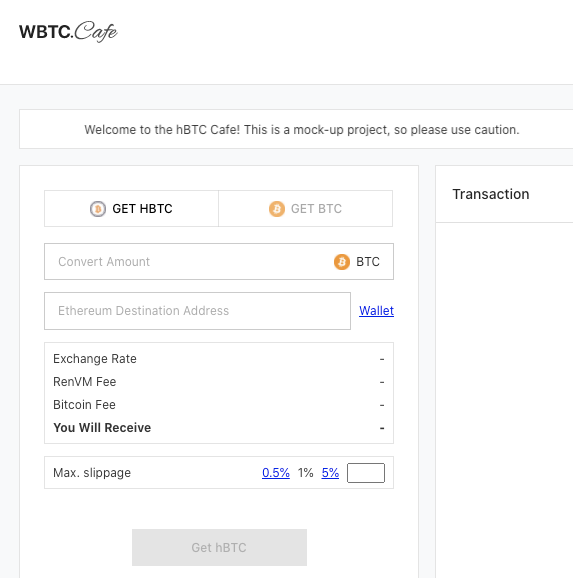 WBTC.Cafe
Welcome to the hBTC Cafe! This is a mock-up project, so please use caution.
GET HBTC GET BTC
Convert Amount BTC
Ethereum Destination Address Wallet
Exchange Rate -
RenVM Fee -
Bitcoin Fee -
You Will Receive -
Max. slippage 0.5% 1% 5%
Get hBTC
Transaction